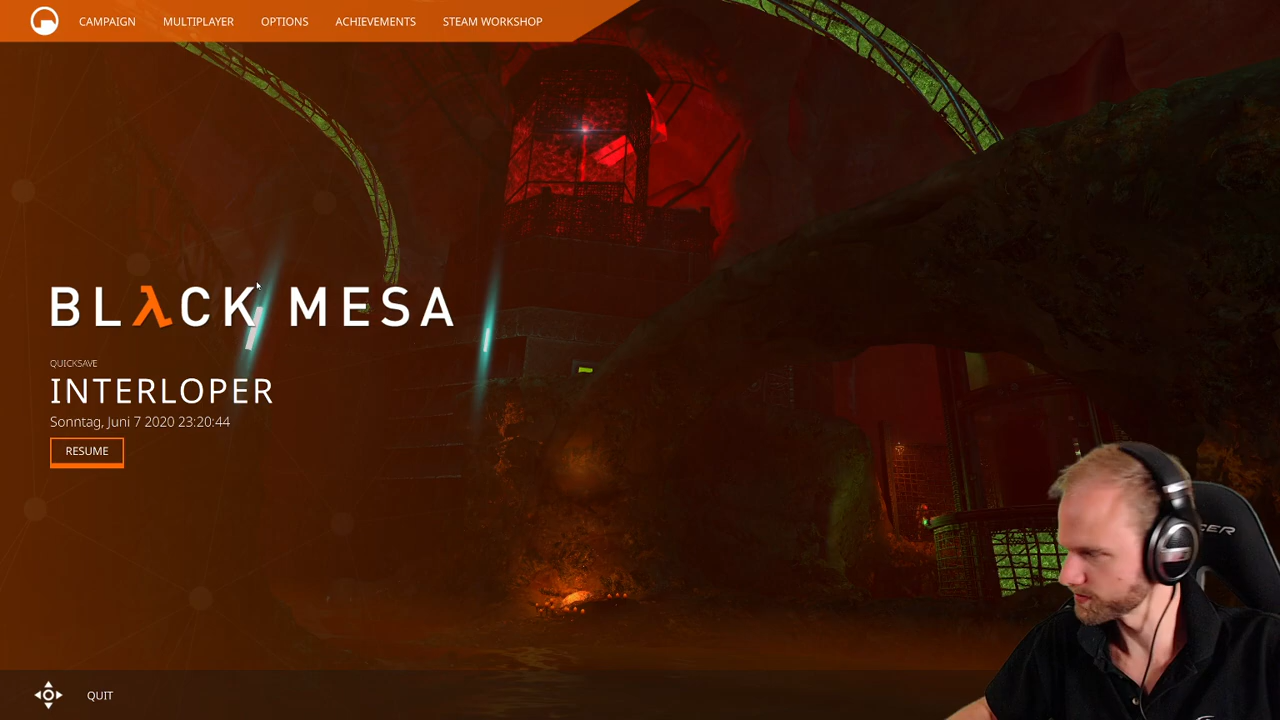 CAMPAIGN MULTIPLAYER OPTIONS ACHIEVEMENTS STEAM WORKSHOP
BLλCK MESA
QUICKSAVE
INTERLOPER
Sonntag, Juni 7 2020 23:20:44
RESUME
QUIT